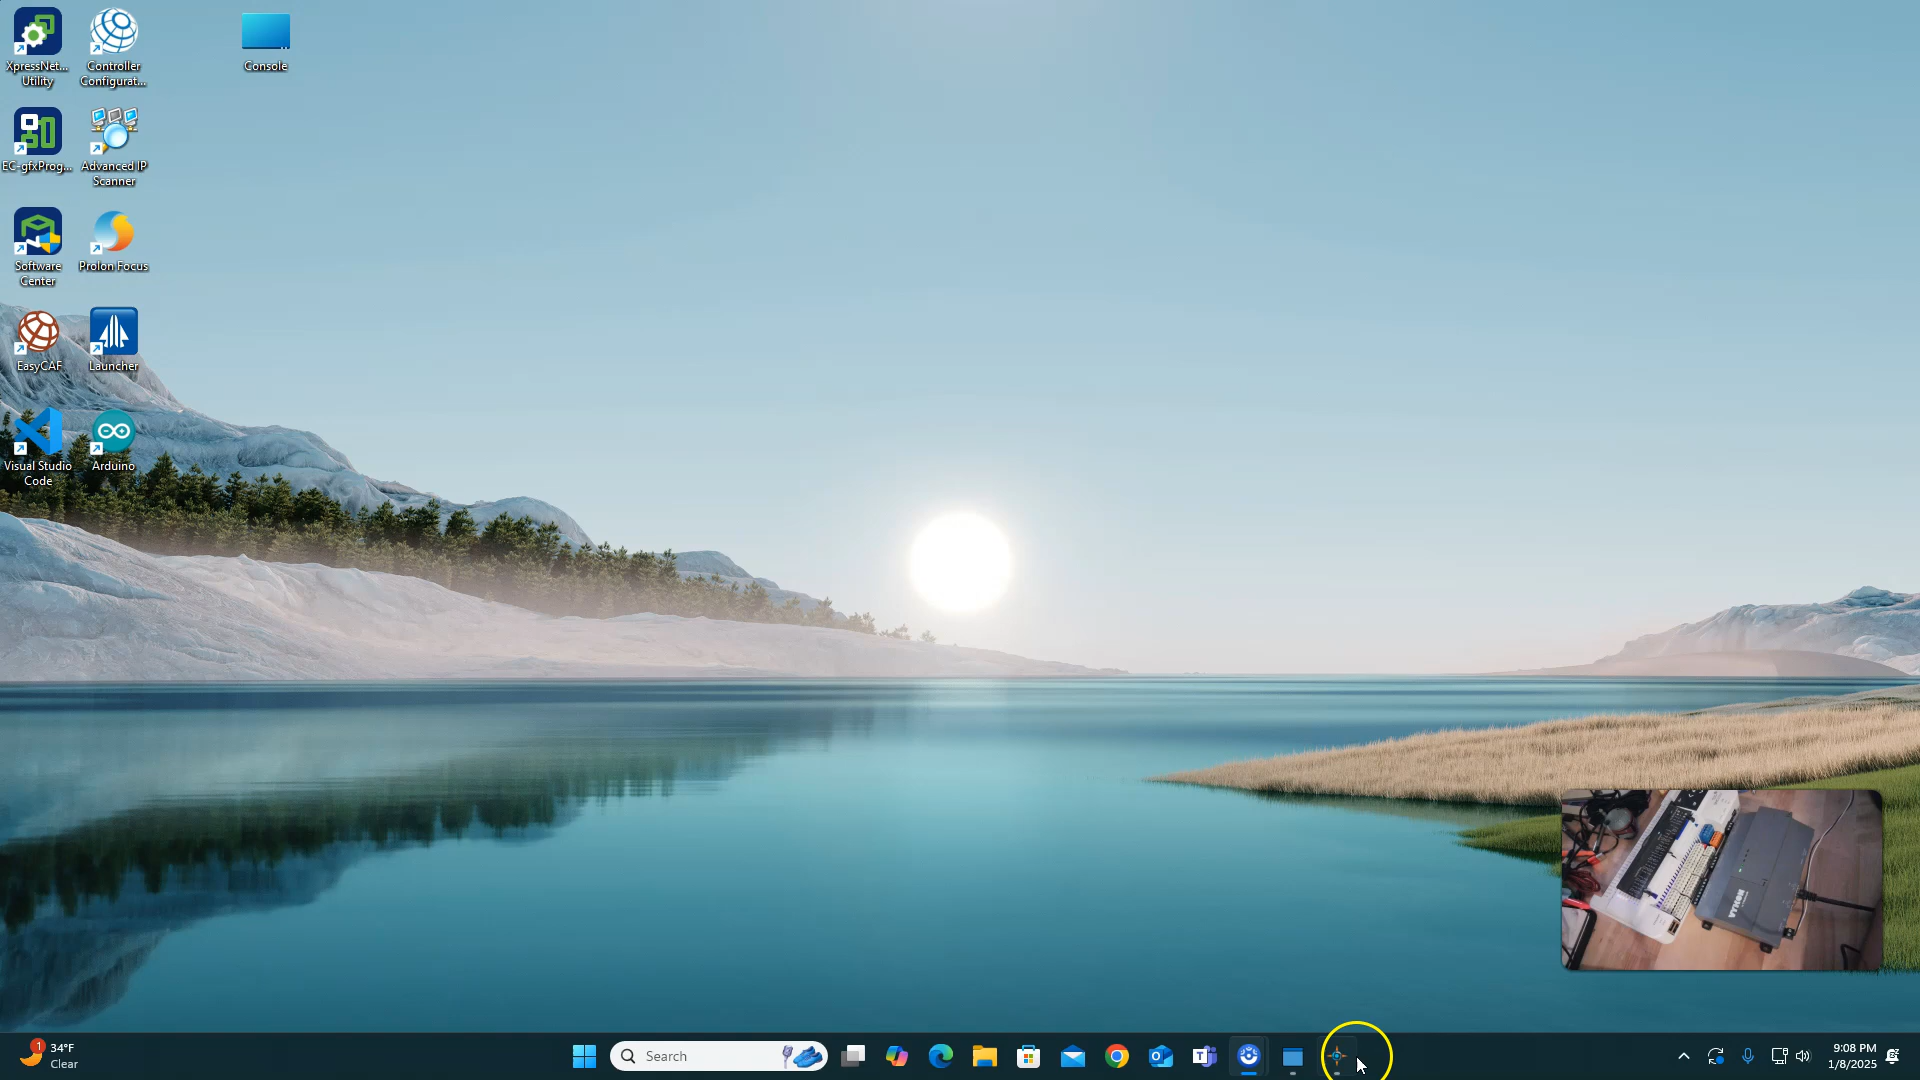 XpressNet...
Utility
Controller
Configurat...
Console
EC-gfxProg...
Advanced IP
Scanner
Software
Center
Prolon Focus
EasyCAF
Launcher
Visual Studio
Code
Arduino
1
34°F
Clear
Search
9:08 PM
1/8/2025